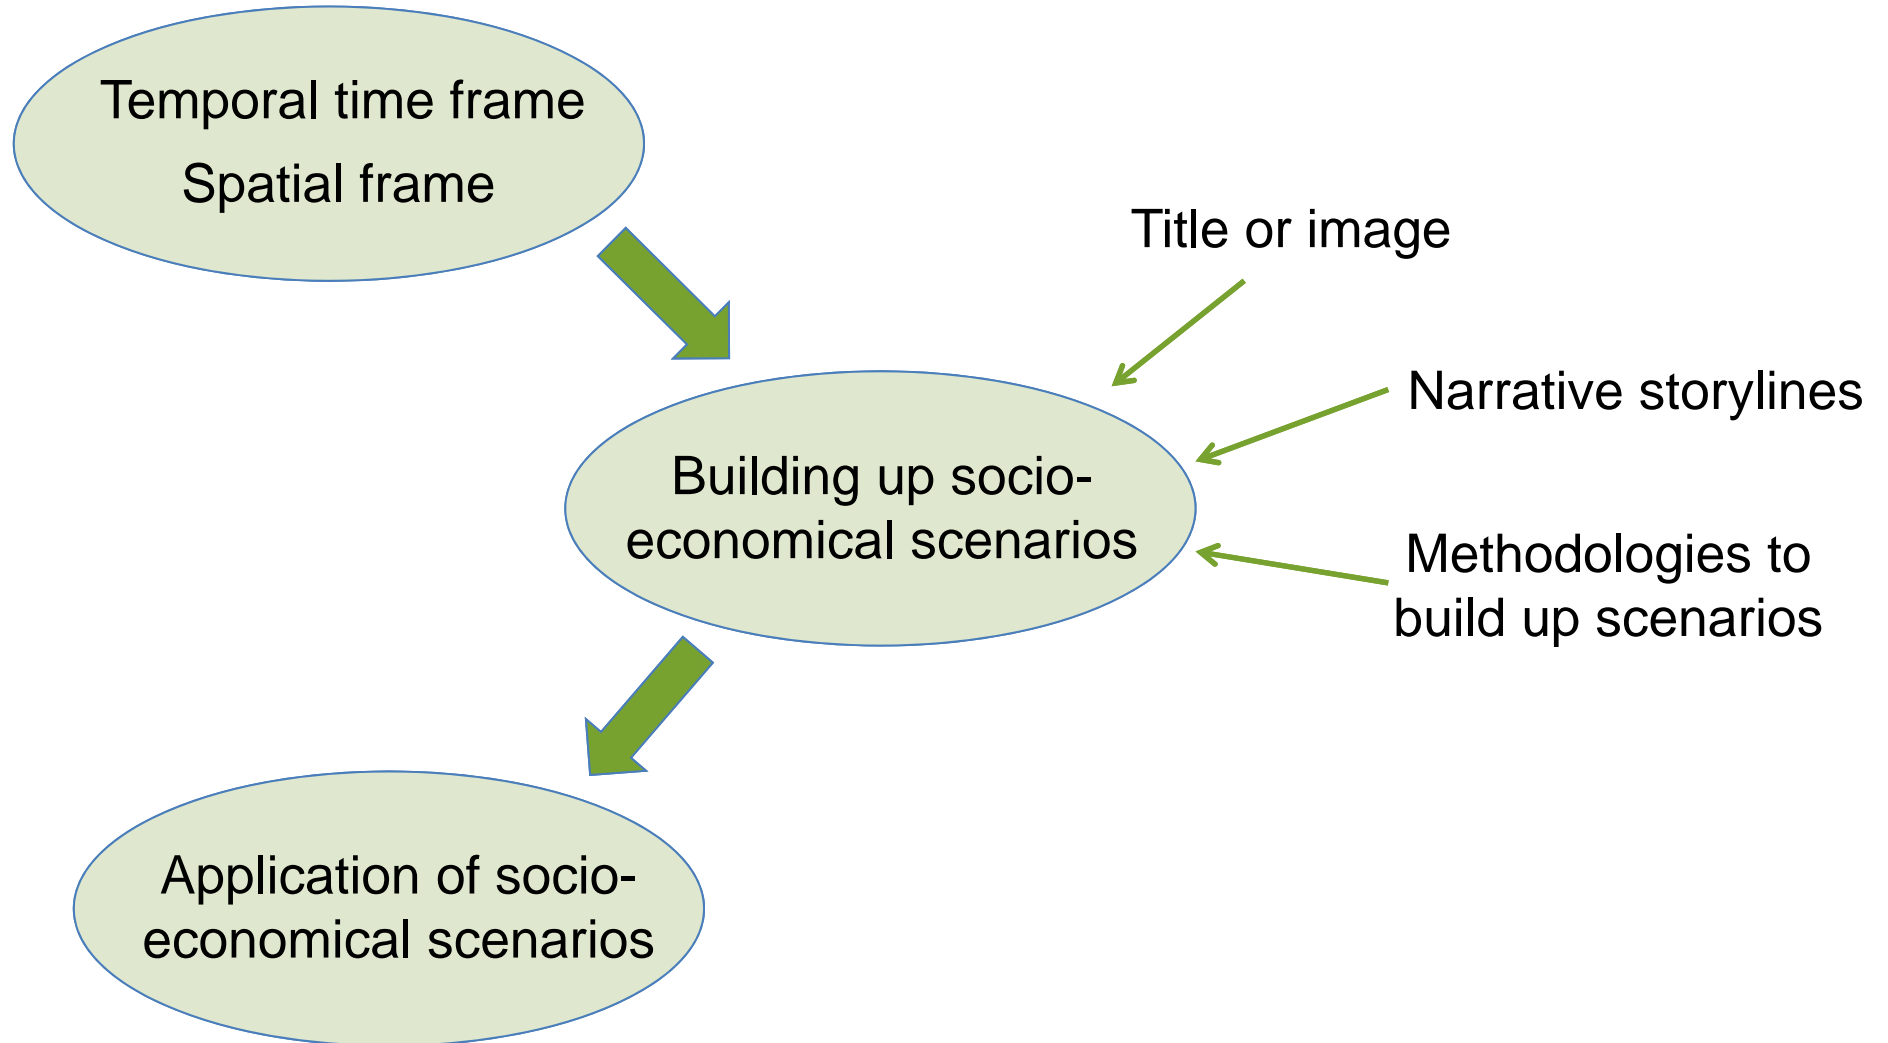 Temporal time frame
Spatial frame
Title or image
Narrative storylines
Building up socio-
economical scenarios
Methodologies to
build up scenarios
Application of socio-
economical scenarios